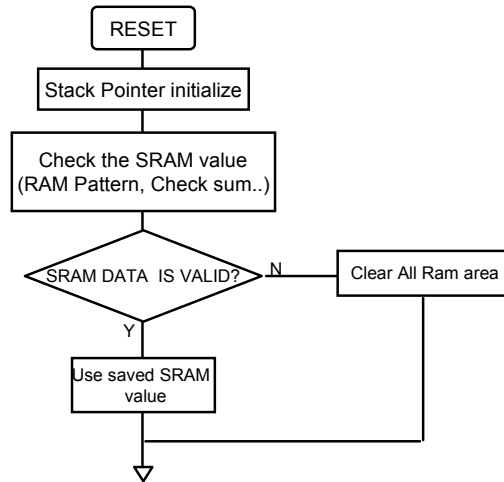 RESET
Stack Pointer initialize
Check the SRAM value
(RAM Pattern, Check sum..)
SRAM DATA IS VALID?
N
Clear All Ram area
Y
Use saved SRAM
value